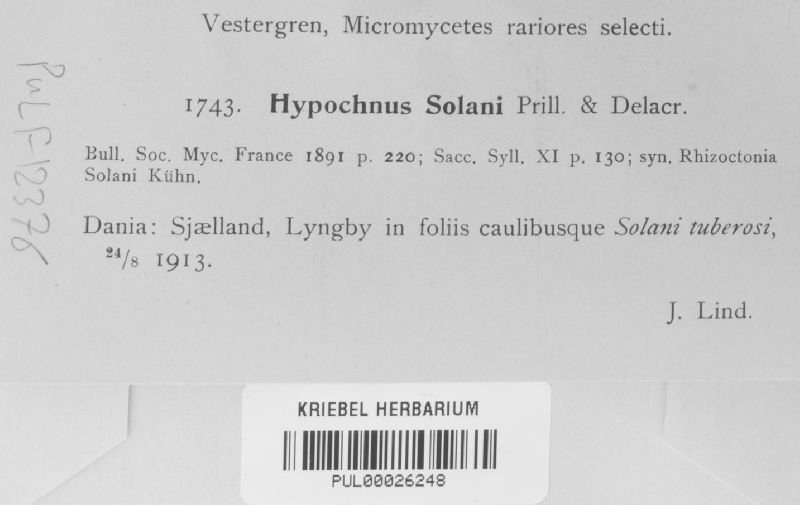 Vestergren, Micromycetes rariores selecti.
1743. Hypochnus Solani Prill. & Delacr.
Bull. Soc. Myc. France 1891 p. 220; Sacc. Syll. XI p. 130; syn. Rhizoctonia
Solani Kühn.
Dania: Sjælland, Lyngby in foliis caulibusque Solani tuberosi,
24/8 1913.
J. Lind.
PUL F12376
KRIEBEL HERBARIUM
PUL00026248